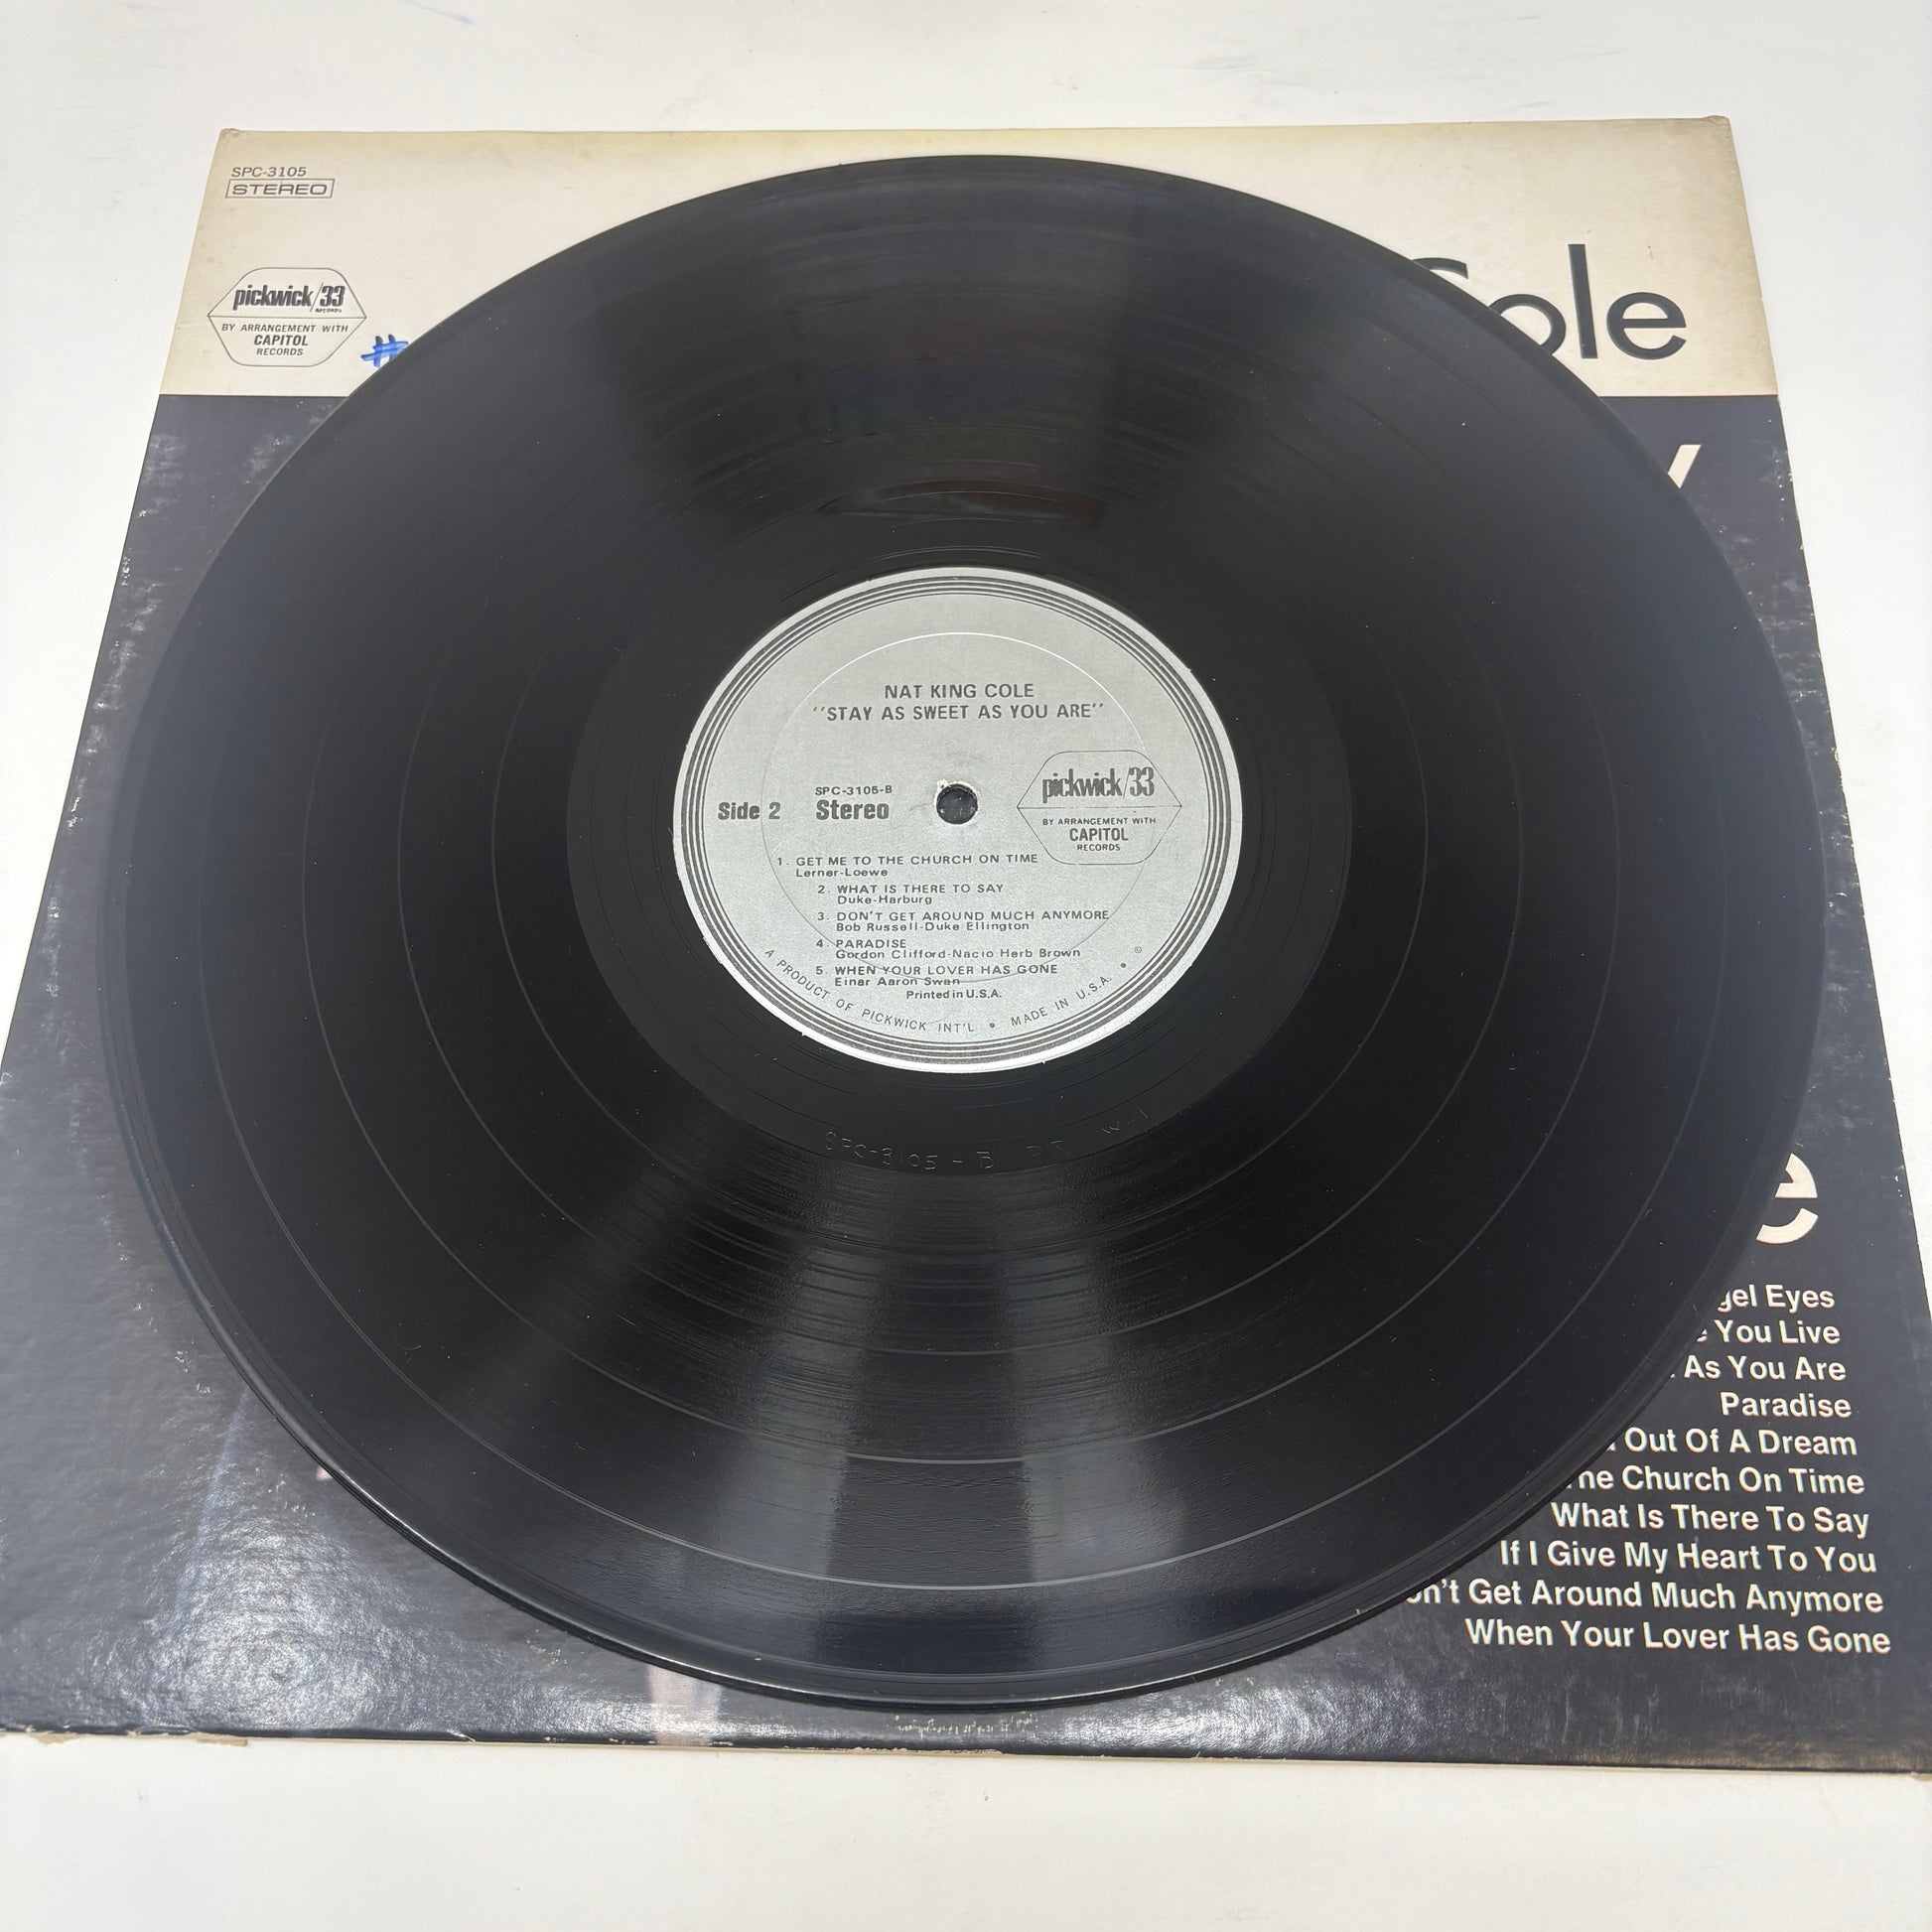 SPC-3105
STEREO
pickwick/33
RECORDS
BY ARRANGEMENT WITH
CAPITOL
RECORDS
#
Cole
y
NAT KING COLE
"STAY AS SWEET AS YOU ARE"
SPC-3105-B
Side 2 Stereo
pickwick/33
BY ARRANGEMENT WITH
CAPITOL
RECORDS
1. GET ME TO THE CHURCH ON TIME
Lerner-Loewe
2. WHAT IS THERE TO SAY
Duke-Harburg
3. DON'T GET AROUND MUCH ANYMORE
Bob Russell-Duke Ellington
4. PARADISE
Gordon Clifford-Nacio Herb Brown
5. WHEN YOUR LOVER HAS GONE
Einar Aaron Swan
Printed in U.S.A.
A PRODUCT OF PICKWICK INT'L • MADE IN U.S.A. • ©
SPC-3105-B PR W-1
e
gel Eyes
e You Live
As You Are
Paradise
Out Of A Dream
he Church On Time
What Is There To Say
If I Give My Heart To You
on't Get Around Much Anymore
When Your Lover Has Gone